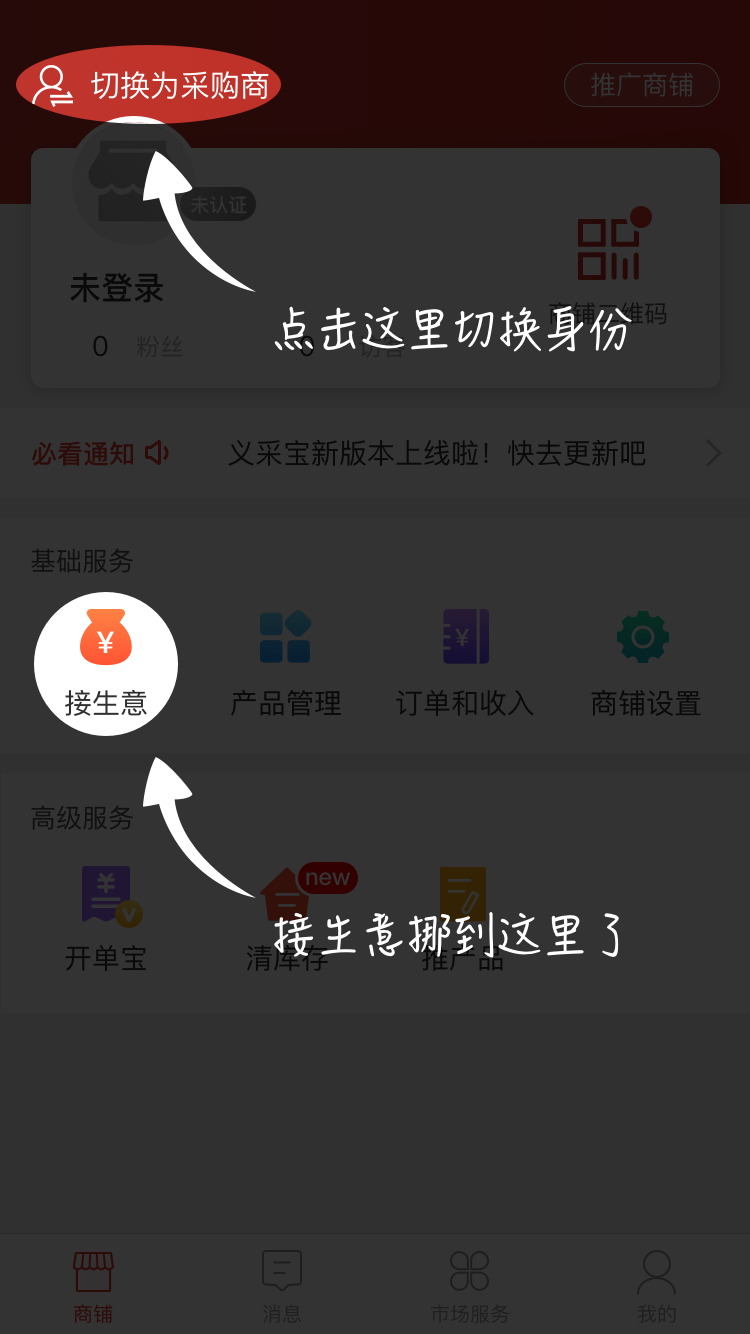 切换为采购商
推广商铺
未认证
未登录
商铺二维码
点击这里切换身份
0 粉丝 0 访客
必看通知 义采宝新版本上线啦！快去更新吧
基础服务
¥ ¥
接生意 产品管理 订单和收入 商铺设置
高级服务
¥ V new
接生意挪到这里了
开单宝 清库存 推产品
商铺 消息 市场服务 我的